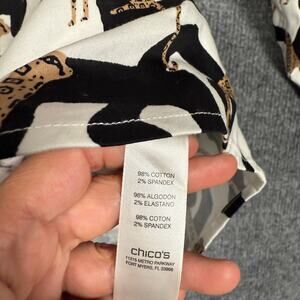 98% COTTON
2% SPANDEX
98% ALGODÓN
2% ELASTANO
98% COTON
2% SPANDEX
chico's
11215 METRO PARKWAY
FORT MYERS, FL 33966